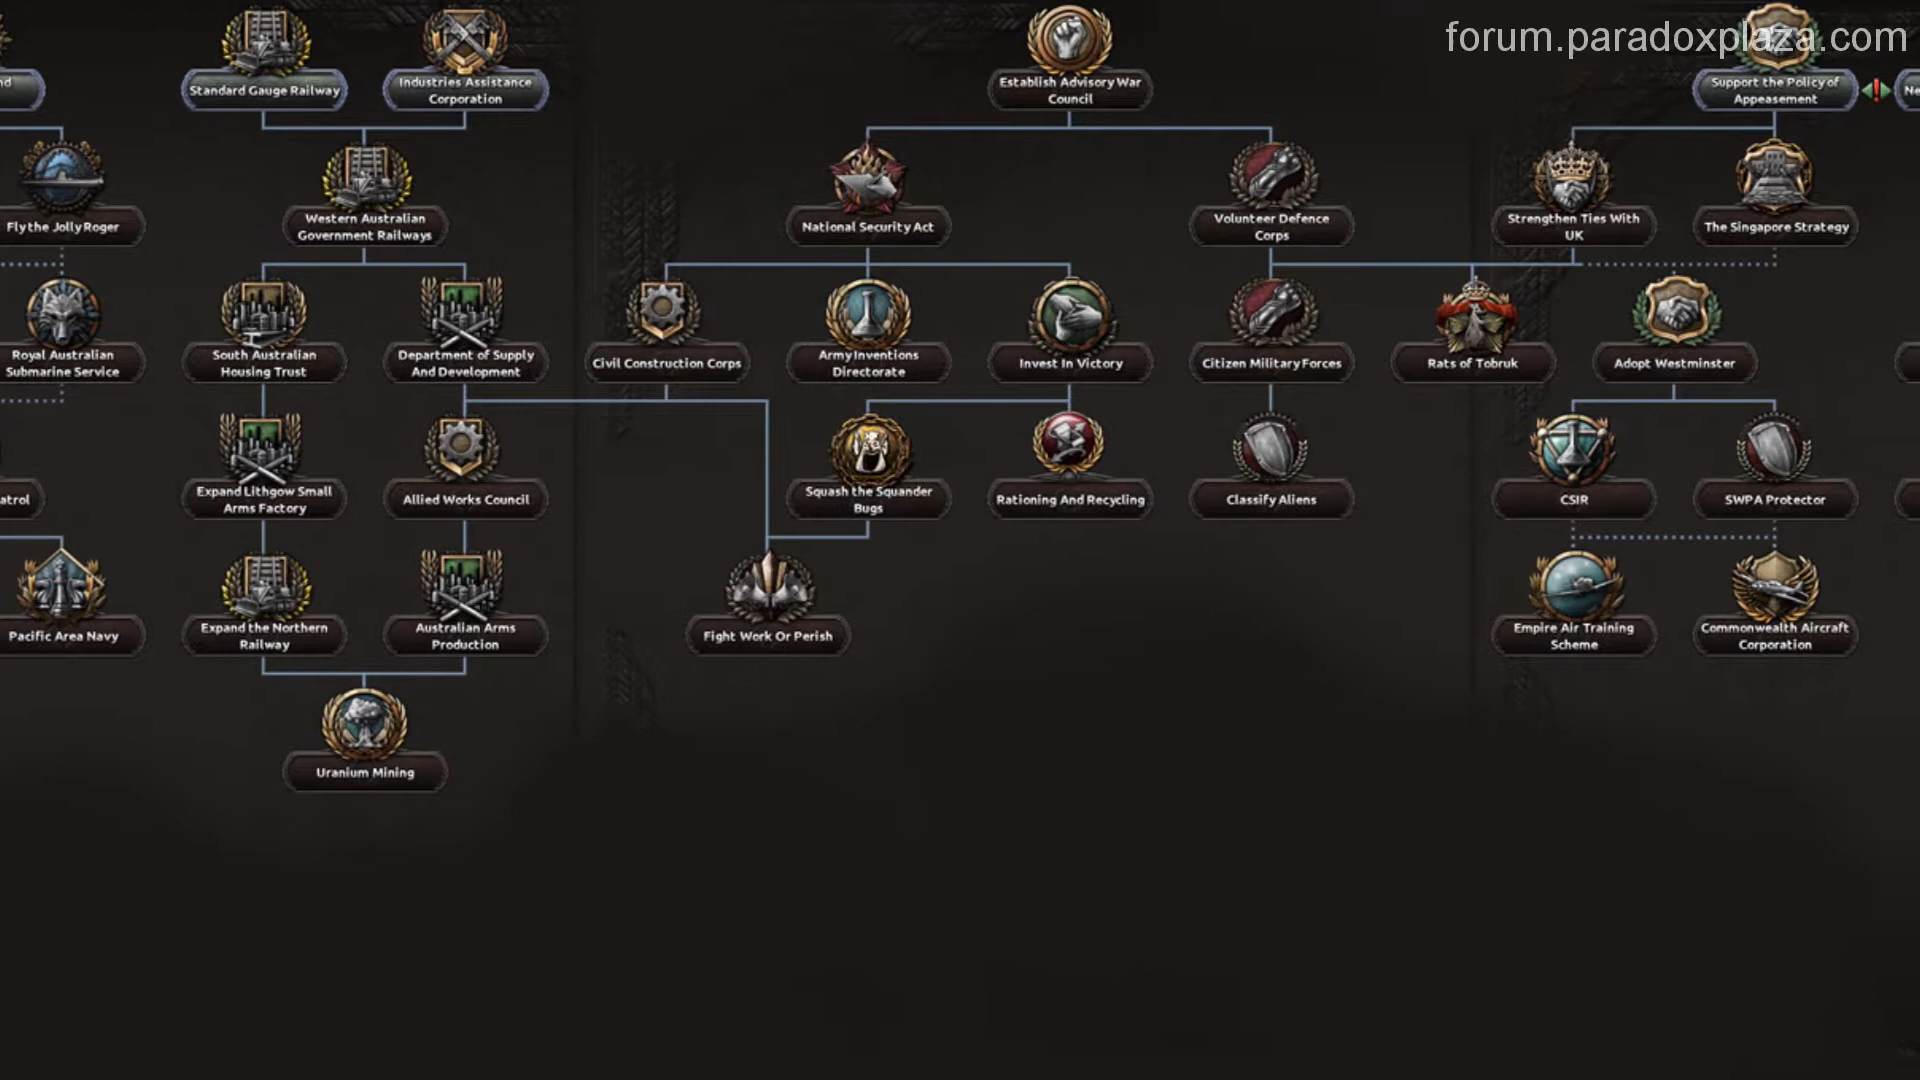 forum.paradoxplaza.com
nd
Standard Gauge Railway
Industries Assistance
Corporation
Establish Advisory War
Council
Support the Policy of
Appeasement
Ne
Fly the Jolly Roger
Western Australian
Government Railways
National Security Act
Volunteer Defence
Corps
Strengthen Ties With
UK
The Singapore Strategy
Royal Australian
Submarine Service
South Australian
Housing Trust
Department of Supply
And Development
Civil Construction Corps
Army Inventions
Directorate
Invest In Victory
Citizen Military Forces
Rats of Tobruk
Adopt Westminster
atrol
Expand Lithgow Small
Arms Factory
Allied Works Council
Squash the Squander
Bugs
Rationing And Recycling
Classify Aliens
CSIR
SWPA Protector
Pacific Area Navy
Expand the Northern
Railway
Australian Arms
Production
Fight Work Or Perish
Empire Air Training
Scheme
Commonwealth Aircraft
Corporation
Uranium Mining